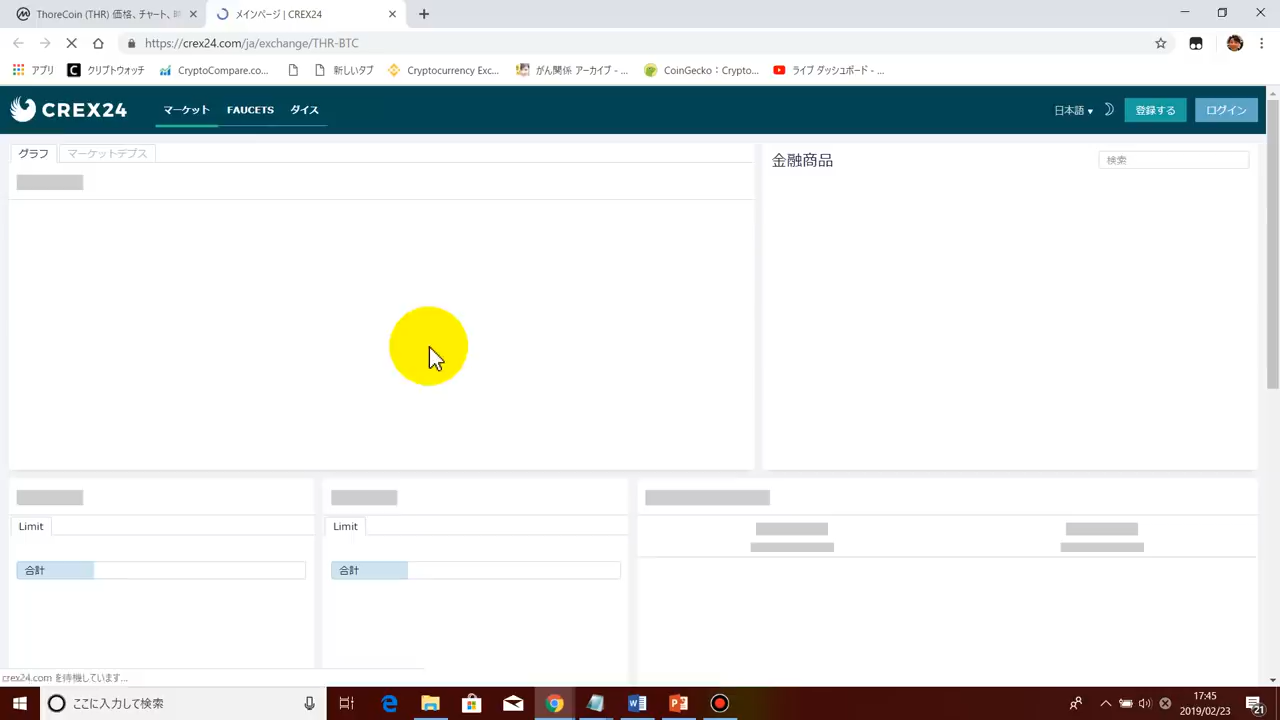 ThoreCoin (THR) 価格、チャート、
メインページ | CREX24
https://crex24.com/ja/exchange/THR-BTC
アプリ
クリプトウォッチ
CryptoCompare.co...
新しいタブ
Cryptocurrency Exc...
がん関係 アーカイブ - ...
CoinGecko：Crypto...
ライブ ダッシュボード - ...
CREX24
マーケット
FAUCETS
ダイス
日本語
登録する
ログイン
グラフ
マーケットデプス
金融商品
検索
Limit
Limit
合計
合計
crex24.com を待機しています...
ここに入力して検索
17:45
2019/02/23
21